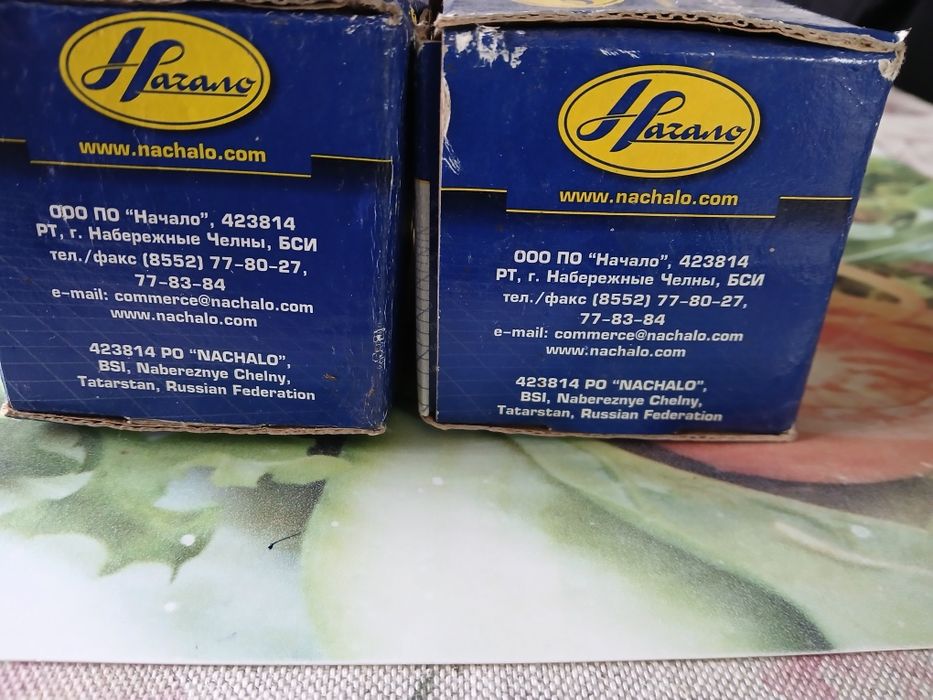 Начало
www.nachalo.com
ООО ПО "Начало", 423814
РТ, г. Набережные Челны, БСИ
тел./факс (8552) 77-80-27,
77-83-84
e-mail: commerce@nachalo.com
www.nachalo.com
423814 PO "NACHALO",
BSI, Nabereznye Chelny,
Tatarstan, Russian Federation
Начало
www.nachalo.com
ООО ПО "Начало", 423814
РТ, г. Набережные Челны, БСИ
тел./факс (8552) 77-80-27,
77-83-84
e-mail: commerce@nachalo.com
www.nachalo.com
423814 PO "NACHALO",
BSI, Nabereznye Chelny,
Tatarstan, Russian Federation